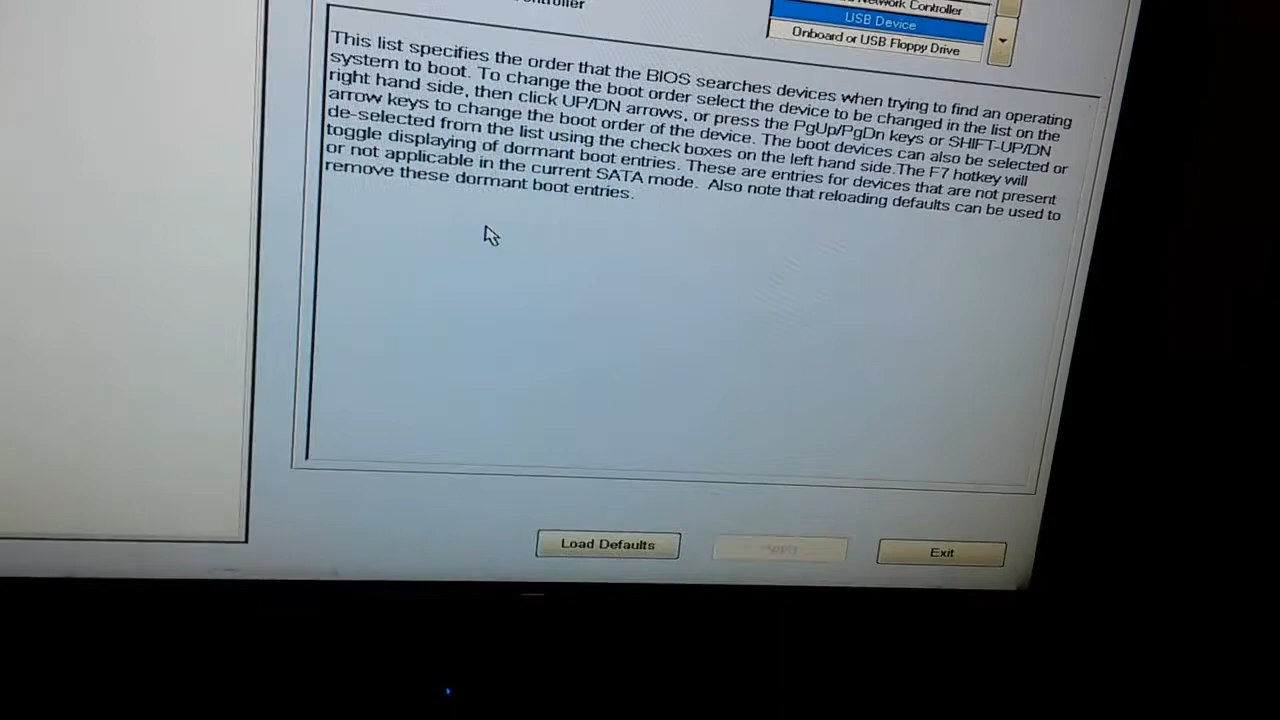 Network Controller
USB Device
Onboard or USB Floppy Drive
This list specifies the order that the BIOS searches devices when trying to find an operating
system to boot. To change the boot order select the device to be changed in the list on the
right hand side, then click UP/DN arrows, or press the PgUp/PgDn keys or SHIFT-UP/DN
arrow keys to change the boot order of the device. The boot devices can also be selected or
de-selected from the list using the check boxes on the left hand side.The F7 hotkey will
toggle displaying of dormant boot entries. These are entries for devices that are not present
or not applicable in the current SATA mode. Also note that reloading defaults can be used to
remove these dormant boot entries.
Load Defaults
Apply
Exit